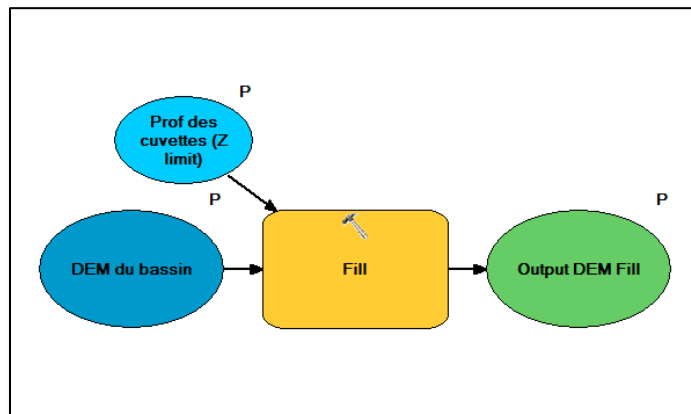 P
Prof des
cuvettes (Z
limit)
P
DEM du bassin
Fill
P
Output DEM Fill